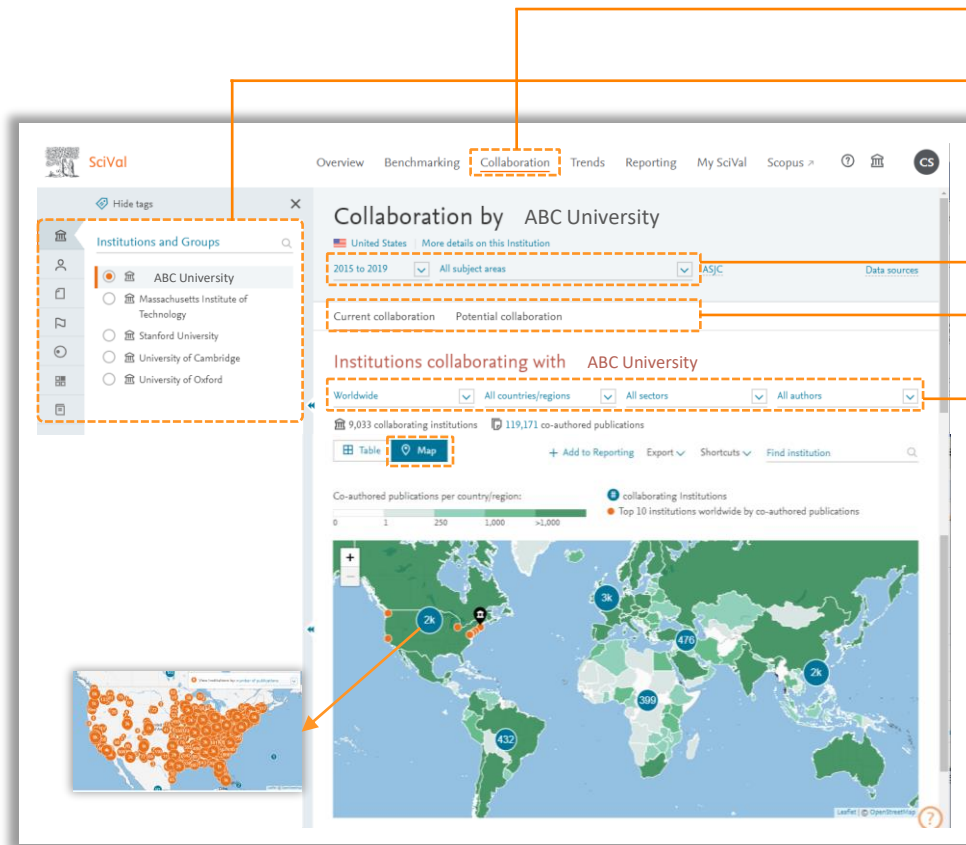 SciVal
Overview Benchmarking Collaboration Trends Reporting My SciVal Scopus ↗ CS
Hide tags
Institutions and Groups
ABC University
Massachusetts Institute of
Technology
Stanford University
University of Cambridge
University of Oxford
Collaboration by ABC University
United States More details on this Institution
2015 to 2019 All subject areas ASJC Data sources
Current collaboration Potential collaboration
Institutions collaborating with ABC University
Worldwide All countries/regions All sectors All authors
9,033 collaborating institutions 119,171 co-authored publications
Table Map + Add to Reporting Export Shortcuts Find institution
Co-authored publications per country/region: collaborating Institutions
0 1 250 1,000 >1,000 Top 10 institutions worldwide by co-authored publications
+
−
3k
2k
476
2k
399
432
Leaflet | © OpenStreetMap
?
View institutions by number of publications